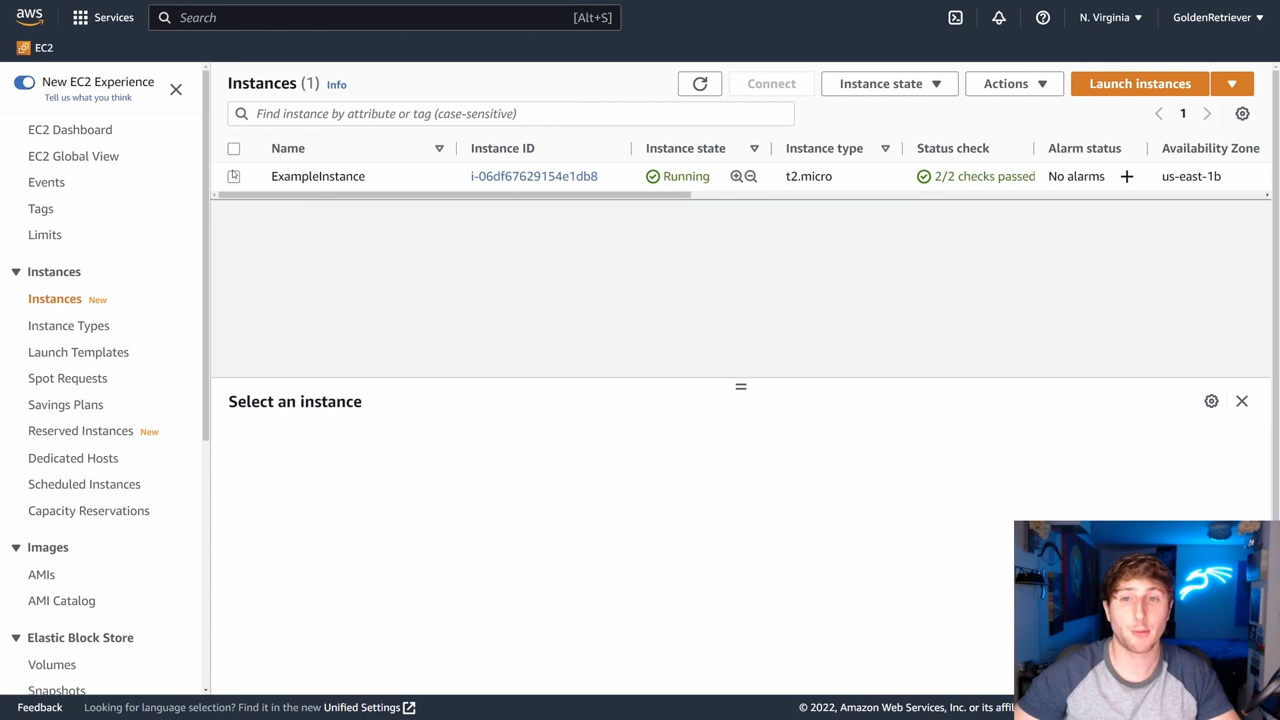 aws Services Search [Alt+S] N. Virginia GoldenRetriever
EC2
New EC2 Experience
Tell us what you think
EC2 Dashboard
EC2 Global View
Events
Tags
Limits
Instances
Instances New
Instance Types
Launch Templates
Spot Requests
Savings Plans
Reserved Instances New
Dedicated Hosts
Scheduled Instances
Capacity Reservations
Images
AMIs
AMI Catalog
Elastic Block Store
Volumes
Snapshots
Instances (1) Info Connect Instance state Actions Launch instances
Find instance by attribute or tag (case-sensitive) 1
Name Instance ID Instance state Instance type Status check Alarm status Availability Zone
ExampleInstance i-06df67629154e1db8 Running t2.micro 2/2 checks passed No alarms + us-east-1b
Select an instance
Feedback Looking for language selection? Find it in the new Unified Settings © 2022, Amazon Web Services, Inc. or its